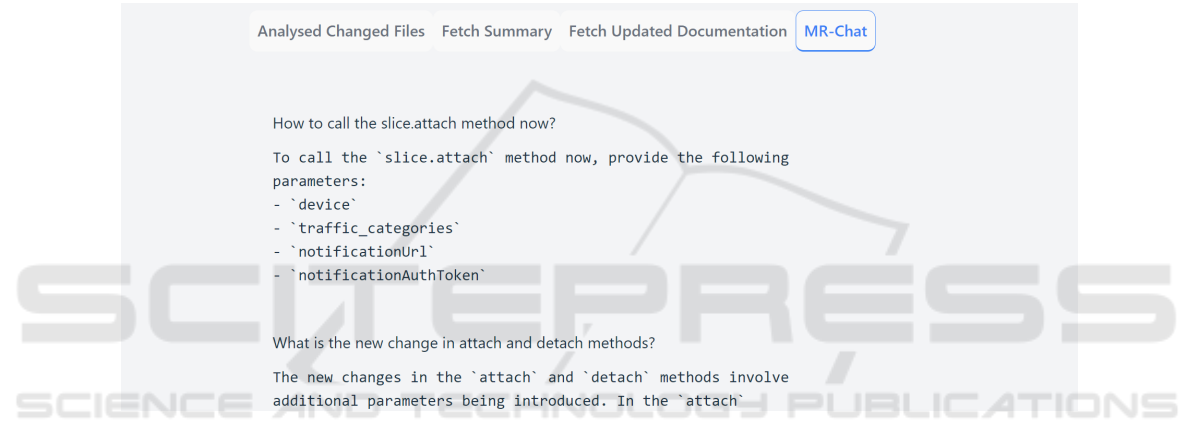 Analysed Changed Files Fetch Summary Fetch Updated Documentation MR-Chat
How to call the slice.attach method now?
To call the `slice.attach` method now, provide the following
parameters:
- `device`
- `traffic_categories`
- `notificationUrl`
- `notificationAuthToken`
SCITEPRESS
What is the new change in attach and detach methods?
The new changes in the `attach` and `detach` methods involve
additional parameters being introduced. In the `attach`
SCIENCE AND TECHNOLOGY PUBLICATIONS